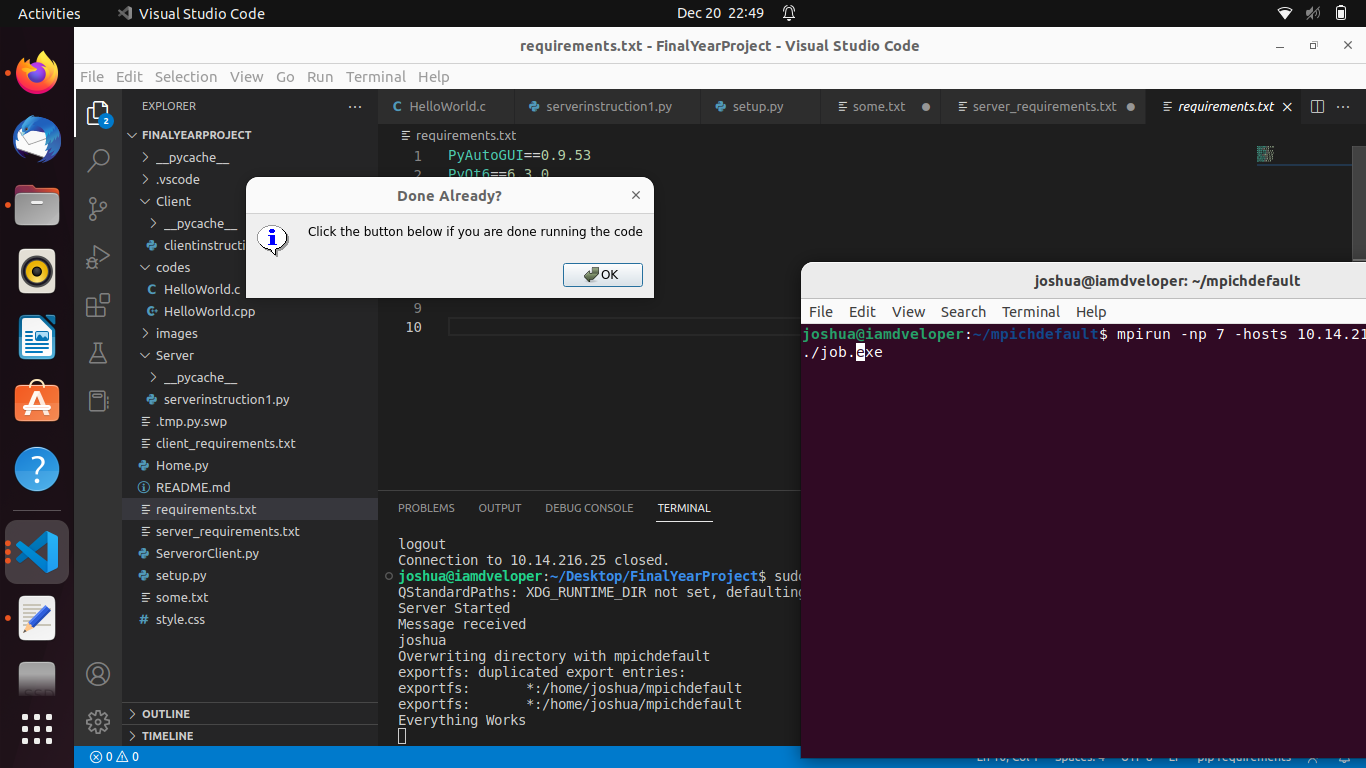 Activities
Visual Studio Code
Dec 20 22:49
requirements.txt - FinalYearProject - Visual Studio Code
File Edit Selection View Go Run Terminal Help
2
EXPLORER
FINALYEARPROJECT
__pycache__
.vscode
Client
__pycache__
clientinstructi
codes
HelloWorld.c
HelloWorld.cpp
images
Server
__pycache__
serverinstruction1.py
.tmp.py.swp
client_requirements.txt
Home.py
README.md
requirements.txt
server_requirements.txt
ServerorClient.py
setup.py
some.txt
style.css
OUTLINE
TIMELINE
C HelloWorld.c
serverinstruction1.py
setup.py
some.txt
server_requirements.txt
requirements.txt
requirements.txt
1 PyAutoGUI==0.9.53
PyQt6==6.3.0
9
10
Done Already?
Click the button below if you are done running the code
OK
PROBLEMS OUTPUT DEBUG CONSOLE TERMINAL
logout
Connection to 10.14.216.25 closed.
joshua@iamdveloper:~/Desktop/FinalYearProject$ sudo
QStandardPaths: XDG_RUNTIME_DIR not set, defaulting
Server Started
Message received
joshua
Overwriting directory with mpichdefault
exportfs: duplicated export entries:
exportfs: *:/home/joshua/mpichdefault
exportfs: *:/home/joshua/mpichdefault
Everything Works
joshua@iamdveloper: ~/mpichdefault
File Edit View Search Terminal Help
joshua@iamdveloper:~/mpichdefault$ mpirun -np 7 -hosts 10.14.21
./job.exe
0 0